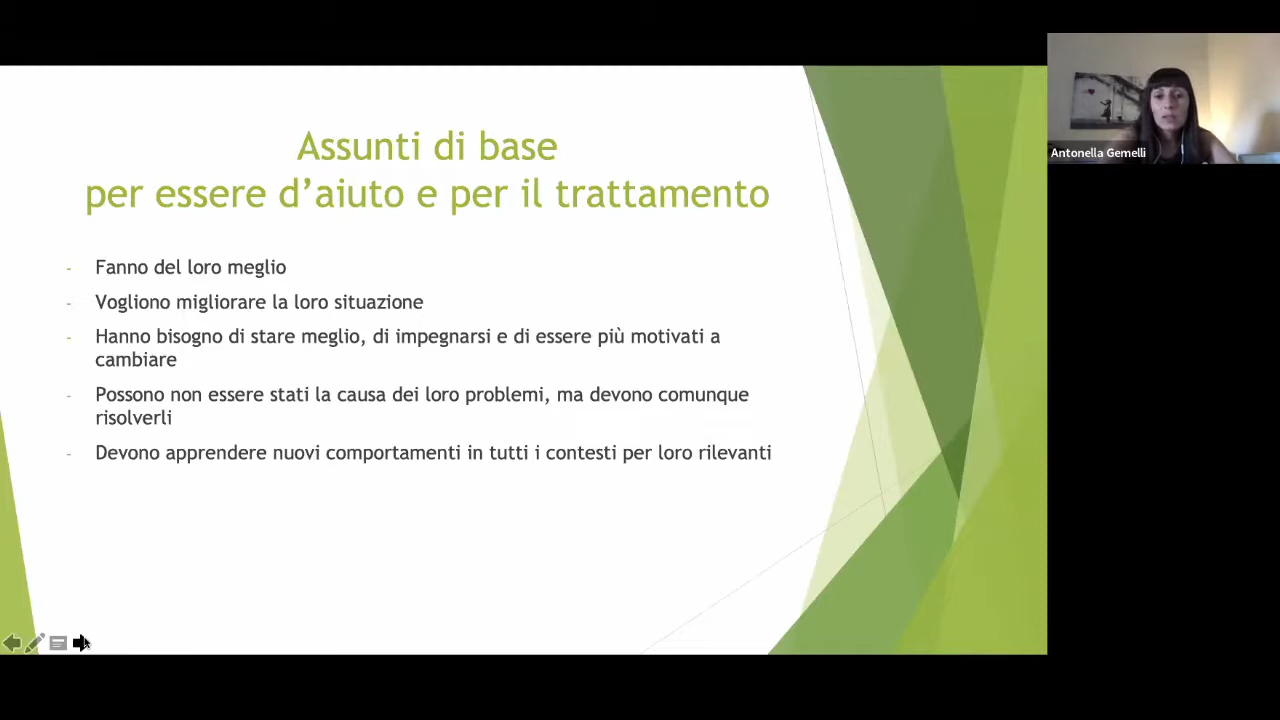 Assunti di base
per essere d’aiuto e per il trattamento
- Fanno del loro meglio
- Vogliono migliorare la loro situazione
- Hanno bisogno di stare meglio, di impegnarsi e di essere più motivati a
cambiare
- Possono non essere stati la causa dei loro problemi, ma devono comunque
risolverli
- Devono apprendere nuovi comportamenti in tutti i contesti per loro rilevanti
Antonella Gemelli